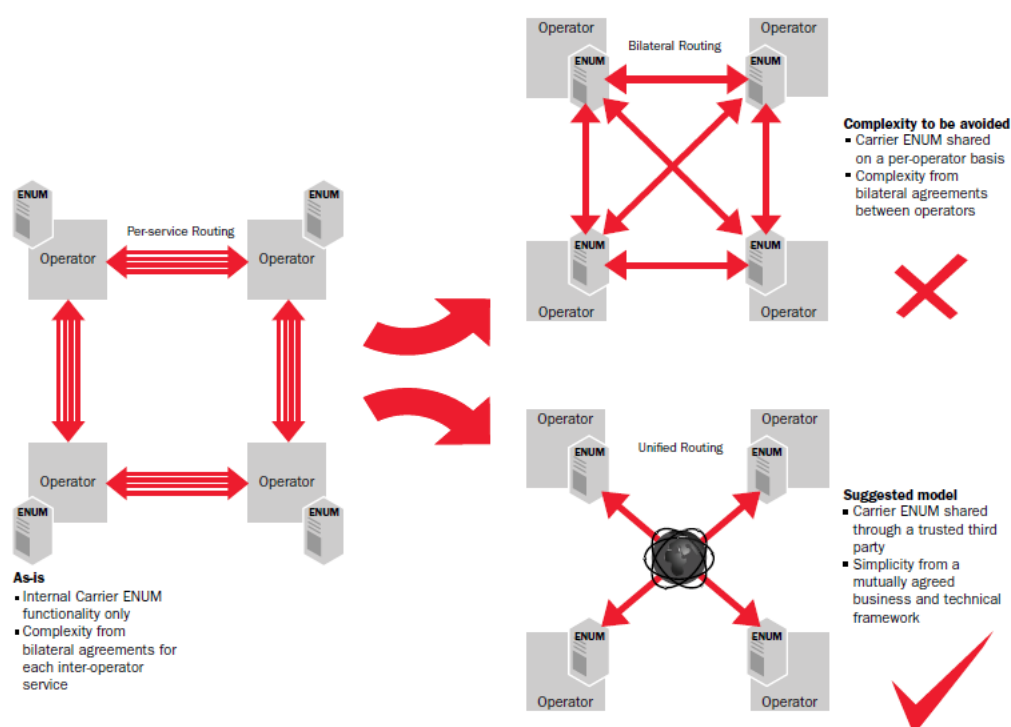 Operator
Operator
Bilateral Routing
ENUM
ENUM
ENUM
ENUM
Operator
Operator
Complexity to be avoided
▪ Carrier ENUM shared
on a per-operator basis
▪ Complexity from
bilateral agreements
between operators
ENUM
ENUM
Per-service Routing
Operator
Operator
Operator
Operator
ENUM
ENUM
As-is
▪ Internal Carrier ENUM
functionality only
▪ Complexity from
bilateral agreements for
each inter-operator
service
Operator
Operator
Unified Routing
ENUM
ENUM
ENUM
ENUM
Operator
Operator
Suggested model
▪ Carrier ENUM shared
through a trusted third
party
▪ Simplicity from a
mutually agreed
business and technical
framework